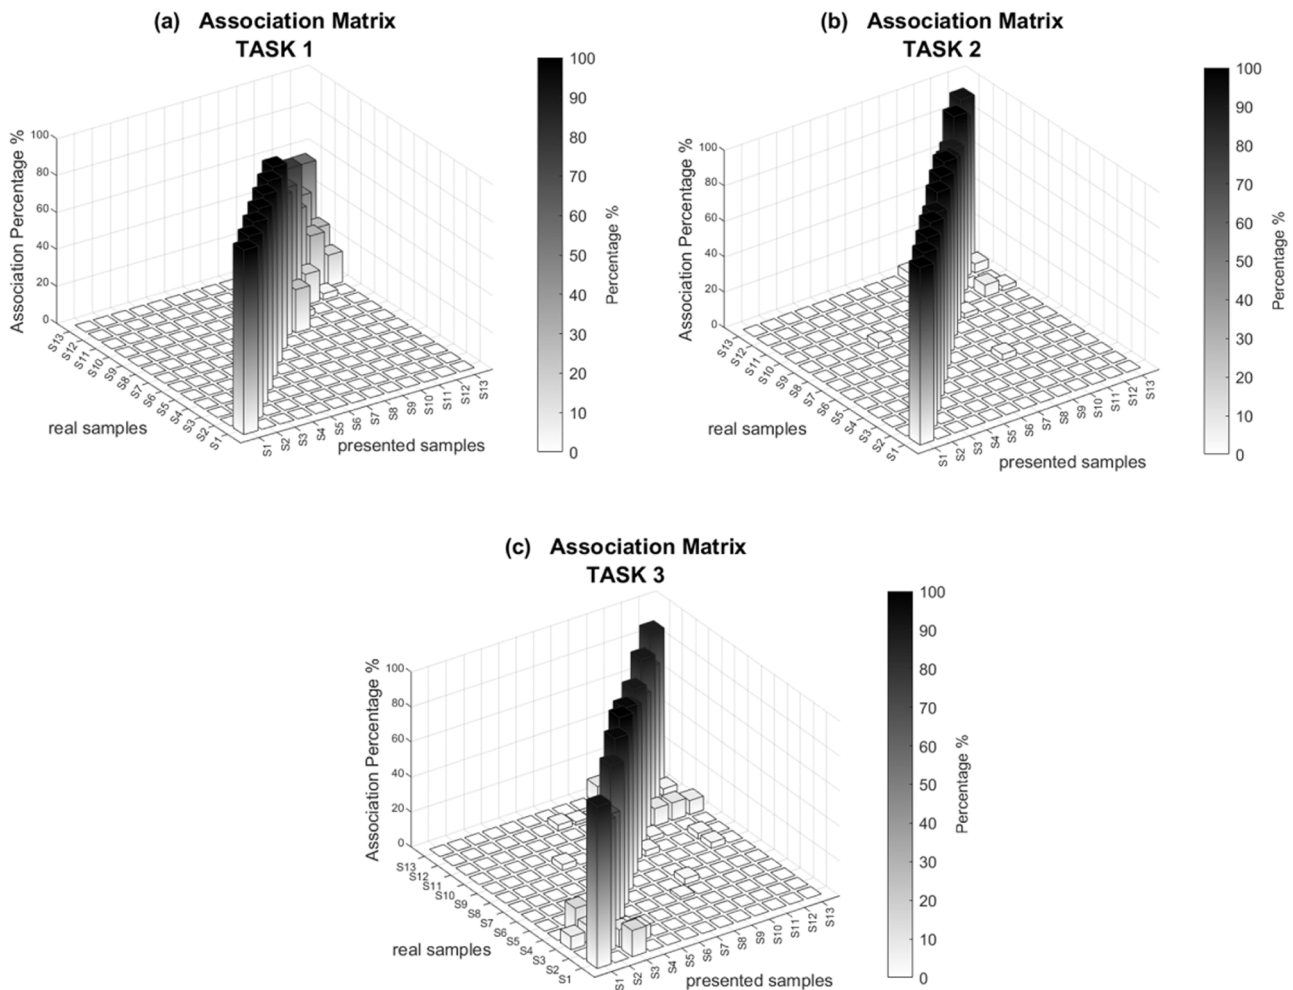 (a) Association Matrix
TASK 1
Association Percentage %
100
80
60
40
20
0
S13
S12
S11
S10
S9
S8
S7
S6
S5
S4
S3
S2
S1
real samples
S1
S2
S3
S4
S5
S6
S7
S8
S9
S10
S11
S12
S13
presented samples
100
90
80
70
60
50
40
30
20
10
0
Percentage %
(b) Association Matrix
TASK 2
Association Percentage %
100
80
60
40
20
0
S13
S12
S11
S10
S9
S8
S7
S6
S5
S4
S3
S2
S1
real samples
S1
S2
S3
S4
S5
S6
S7
S8
S9
S10
S11
S12
S13
presented samples
100
90
80
70
60
50
40
30
20
10
0
Percentage %
(c) Association Matrix
TASK 3
Association Percentage %
100
80
60
40
20
0
S13
S12
S11
S10
S9
S8
S7
S6
S5
S4
S3
S2
S1
real samples
S1
S2
S3
S4
S5
S6
S7
S8
S9
S10
S11
S12
S13
presented samples
100
90
80
70
60
50
40
30
20
10
0
Percentage %